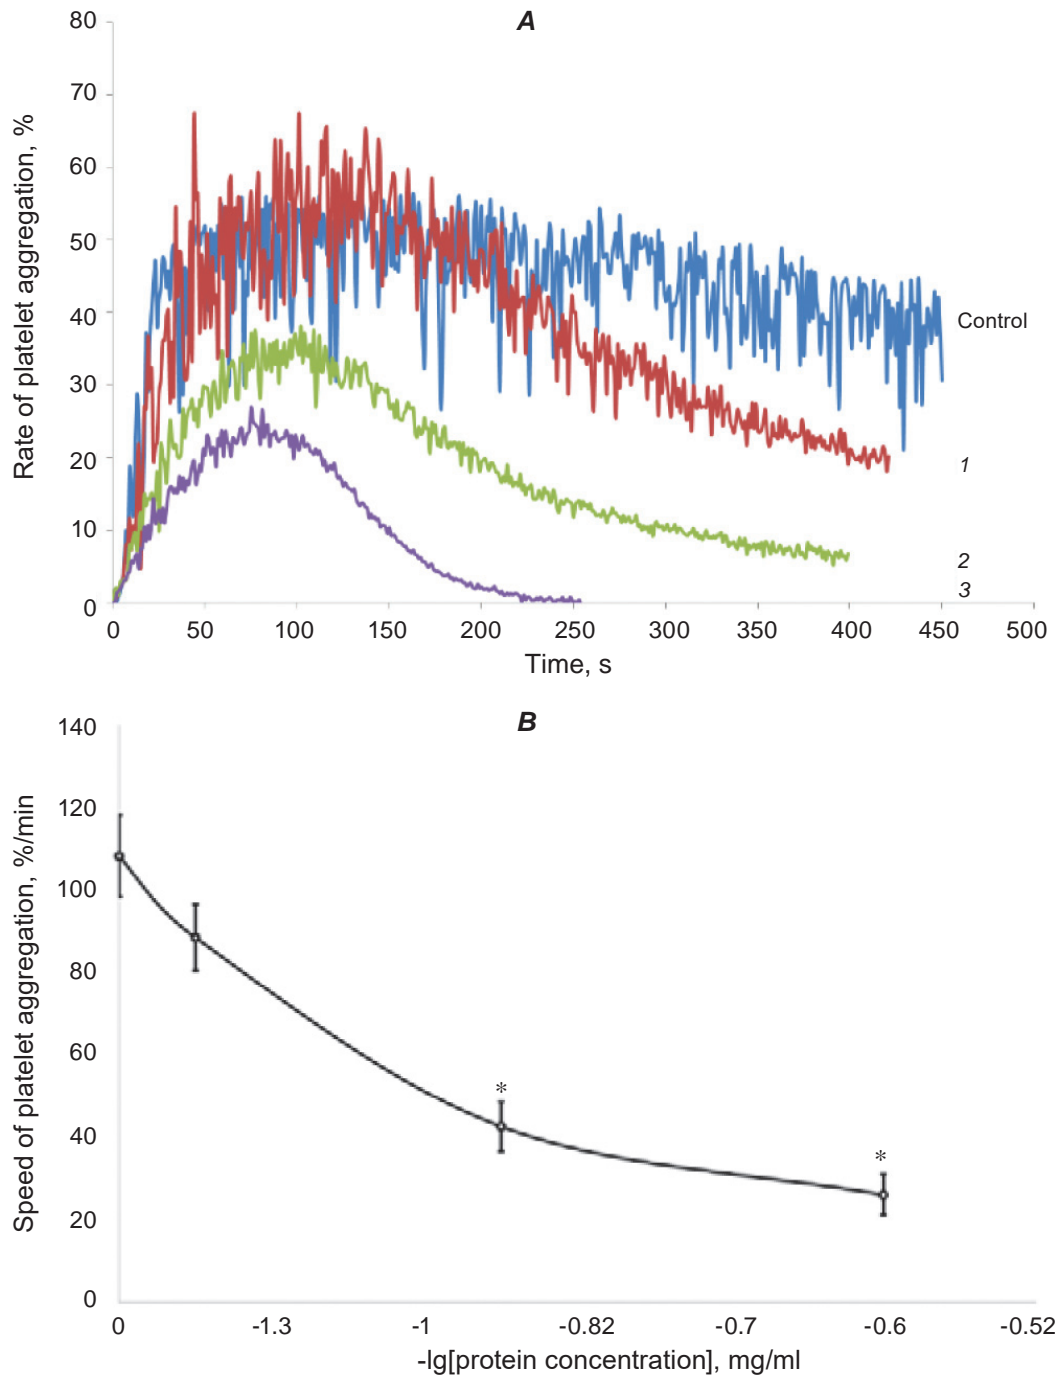 A
Rate of platelet aggregation, %
80
70
60
50
40
30
20
10
0
Control
1
2
3
0 50 100 150 200 250 300 350 400 450 500
Time, s
B
Speed of platelet aggregation, %/min
140
120
100
80
60
40
20
0
*
*
0 -1.3 -1 -0.82 -0.7 -0.6 -0.52
-lg[protein concentration], mg/ml